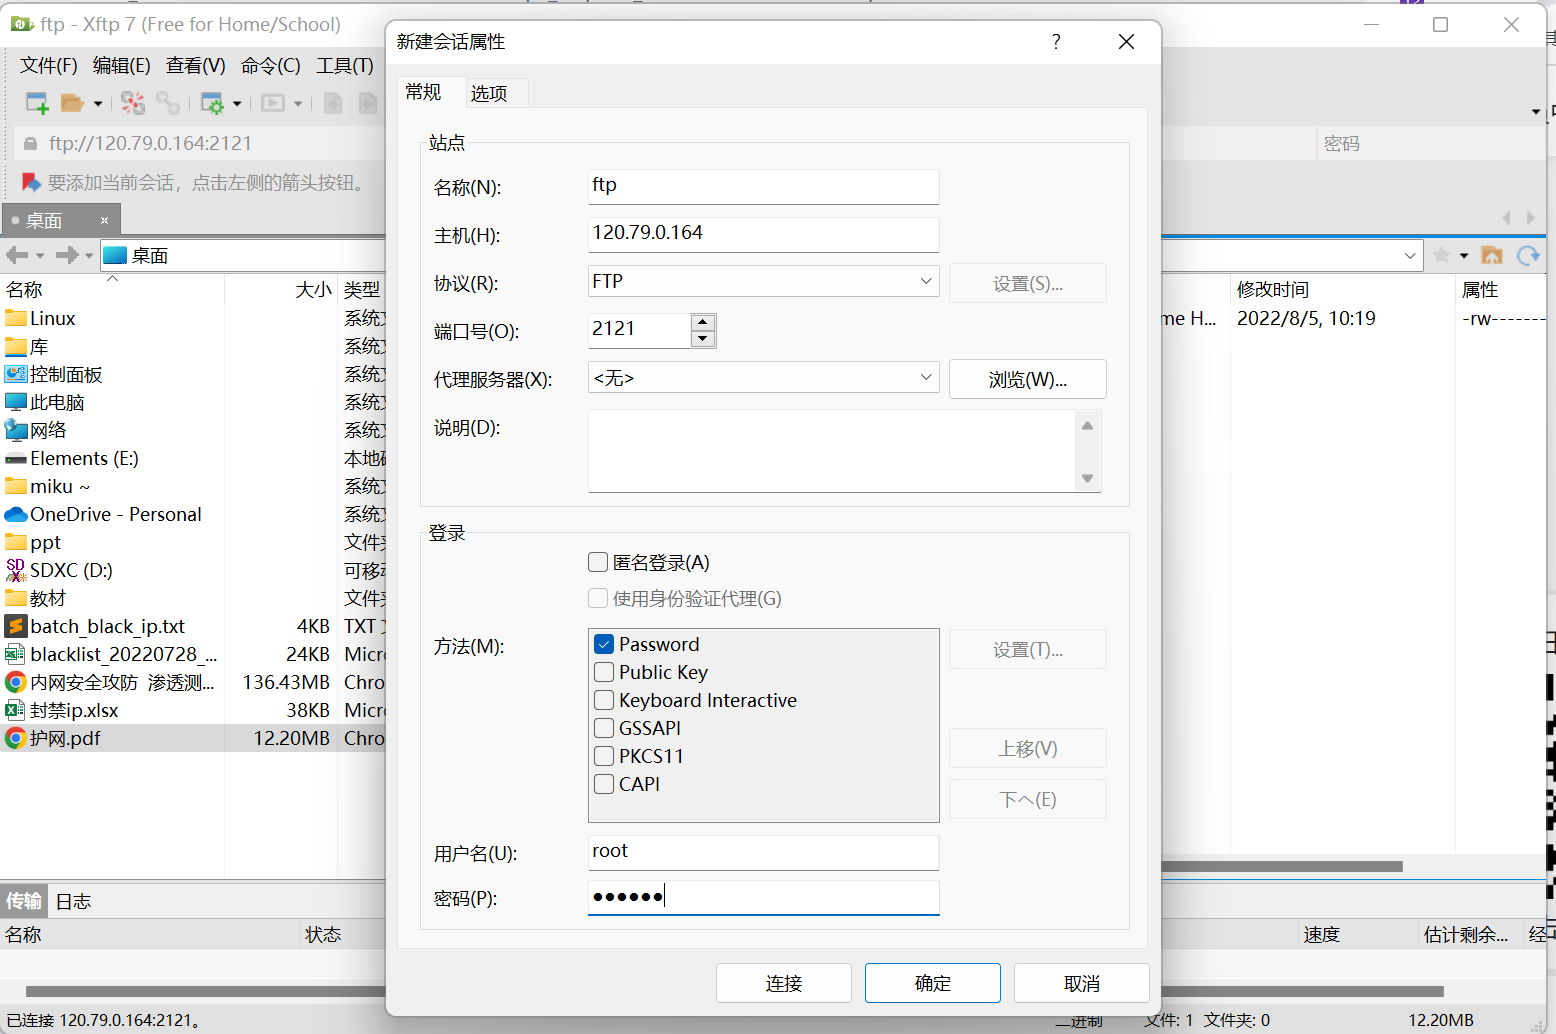 ftp - Xftp 7 (Free for Home/School)
文件(F) 编辑(E) 查看(V) 命令(C) 工具(T)
ftp://120.79.0.164:2121
密码
要添加当前会话，点击左侧的箭头按钮。
桌面
桌面
名称 大小 类型
Linux 系统
库 系统
控制面板 系统
此电脑 系统
网络 系统
Elements (E:) 本地
miku ~ 系统
OneDrive - Personal 系统
ppt 文件
SDXC (D:) 可移
教材 文件
batch_black_ip.txt 4KB TXT
blacklist_20220728_... 24KB Micr
内网安全攻防 渗透测... 136.43MB Chro
封禁ip.xlsx 38KB Micr
护网.pdf 12.20MB Chro
修改时间 属性
me H... 2022/8/5, 10:19 -rw-------
新建会话属性
?
常规 选项
站点
名称(N): ftp
主机(H): 120.79.0.164
协议(R): FTP 设置(S)...
端口号(O): 2121
代理服务器(X): <无> 浏览(W)...
说明(D):
登录
匿名登录(A)
使用身份验证代理(G)
方法(M): Password 设置(T)...
Public Key
Keyboard Interactive
GSSAPI
PKCS11
CAPI
上移(V)
下へ(E)
用户名(U): root
密码(P): ●●●●●●
连接 确定 取消
传输 日志
名称 状态 速度 估计剩余... 经
已连接 120.79.0.164:2121。
二进制 文件: 1 文件夹: 0 12.20MB